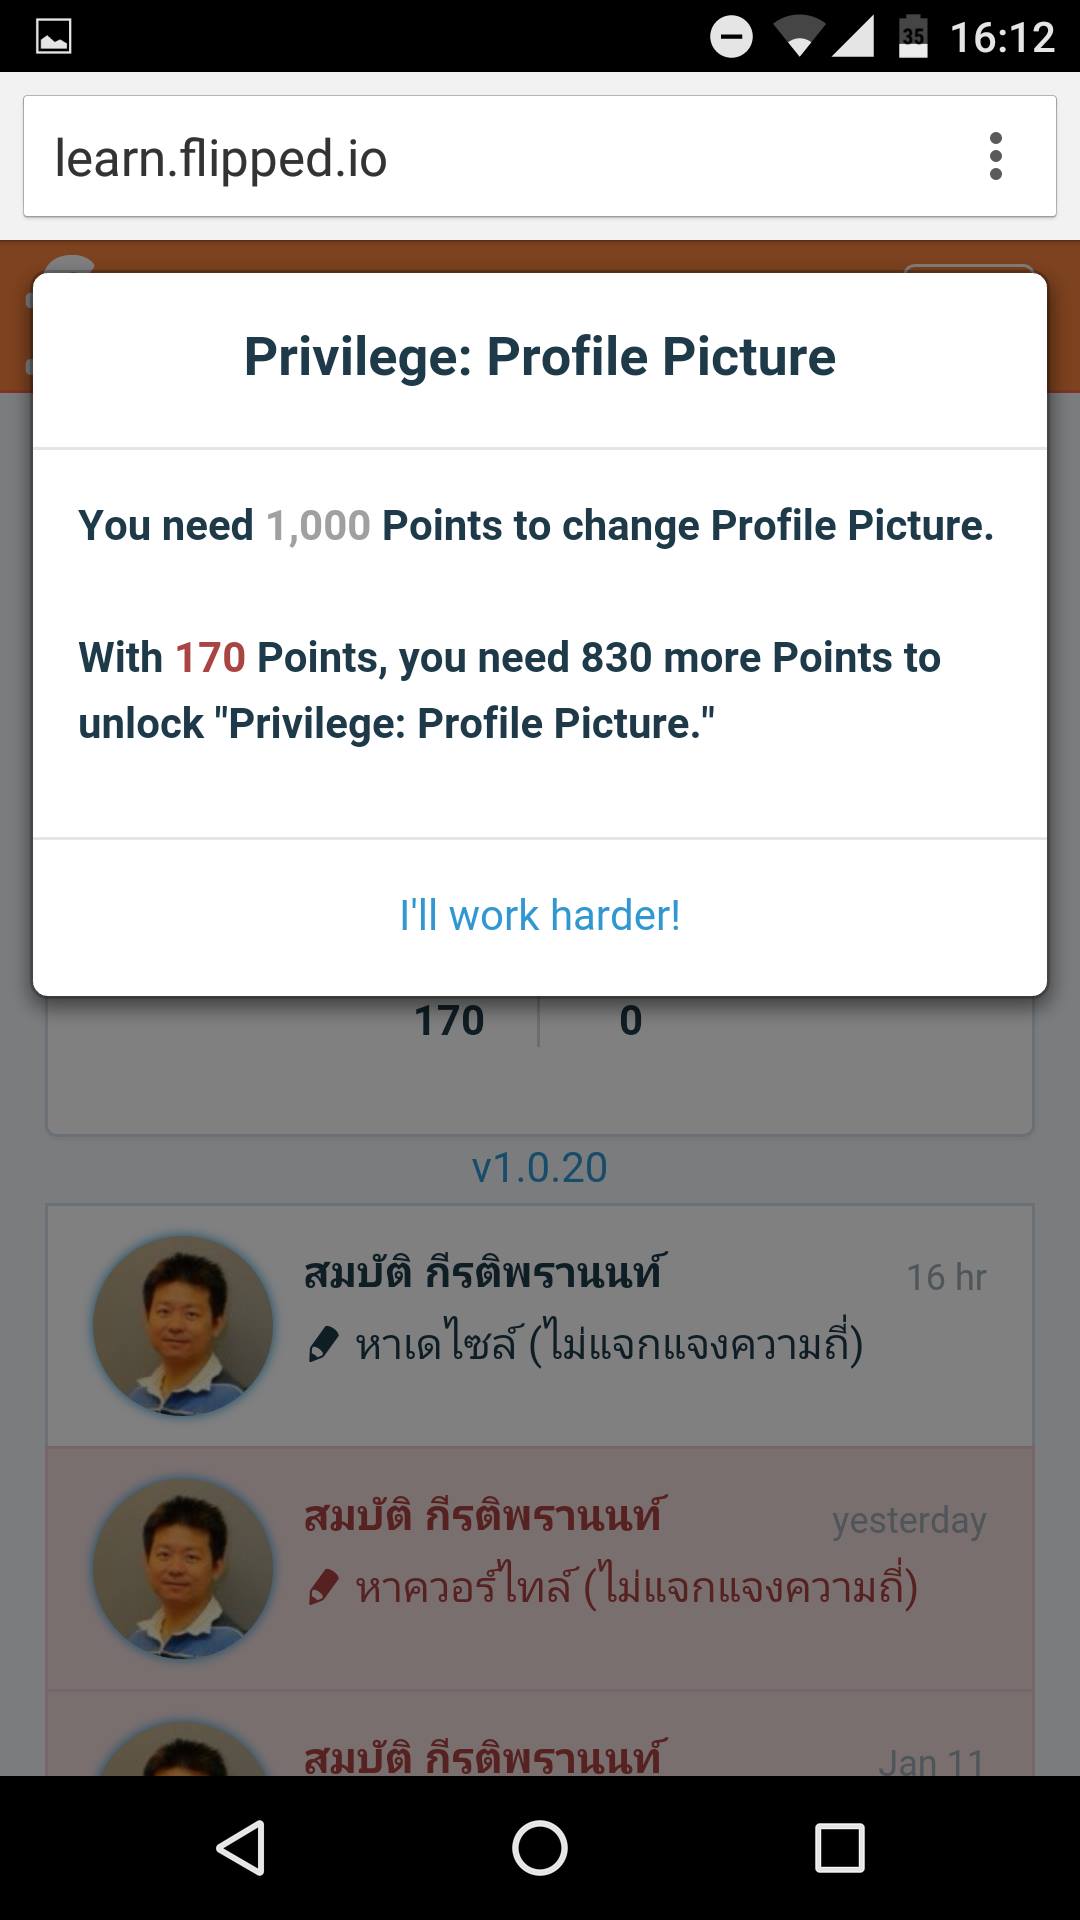 35 16:12
learn.flipped.io
Privilege: Profile Picture
You need 1,000 Points to change Profile Picture.
With 170 Points, you need 830 more Points to
unlock "Privilege: Profile Picture."
I'll work harder!
170 0
v1.0.20
สมบัติ กีรติพรานนท์ 16 hr
หาเดไซล์ (ไม่แจกแจงความถี่)
สมบัติ กีรติพรานนท์ yesterday
หาควอร์ไทล์ (ไม่แจกแจงความถี่)
สมบัติ กีรติพรานนท์ Jan 11